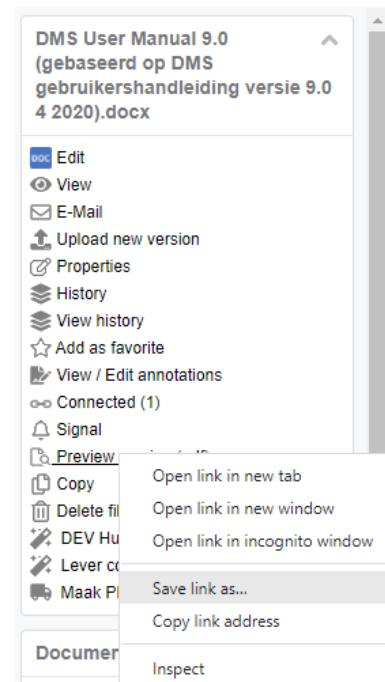 DMS User Manual 9.0
(gebaseerd op DMS
gebruikershandleiding versie 9.0
4 2020).docx
DOC Edit
View
E-Mail
Upload new version
Properties
History
View history
Add as favorite
View / Edit annotations
Connected (1)
Signal
Preview
Copy
Delete fil
DEV Hu
Lever co
Maak P
Open link in new tab
Open link in new window
Open link in incognito window
Save link as...
Copy link address
Inspect
Documen